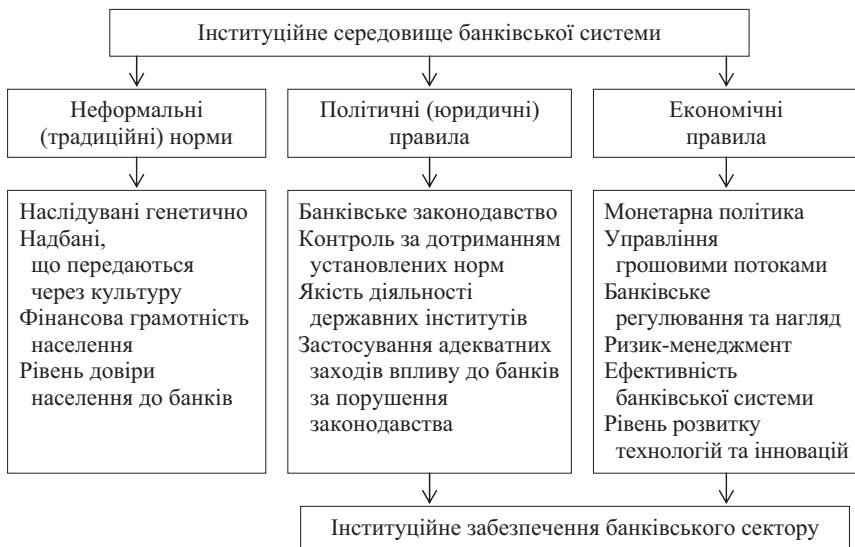 Інституційне середовище банківської системи
Неформальні
(традиційні) норми
Політичні (юридичні)
правила
Економічні
правила
Наслідувані генетично
Надбані,
що передаються
через культуру
Фінансова грамотність
населення
Рівень довіри
населення до банків
Банківське законодавство
Контроль за дотриманням
установлених норм
Якість діяльності
державних інститутів
Застосування адекватних
заходів впливу до банків
за порушення
законодавства
Монетарна політика
Управління
грошовими потоками
Банківське
регулювання та нагляд
Ризик-менеджмент
Ефективність
банківської системи
Рівень розвитку
технологій та інновацій
Інституційне забезпечення банківського сектору